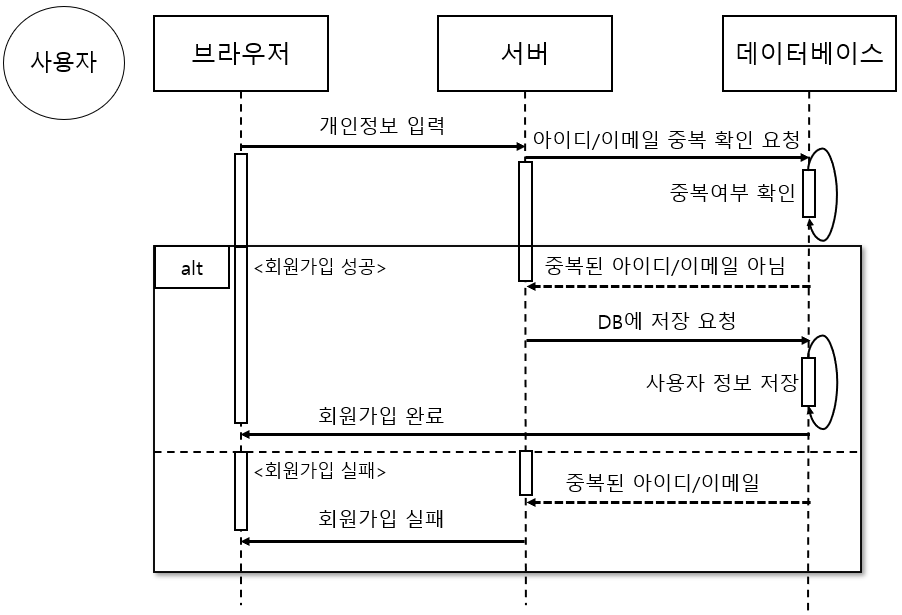 사용자
브라우저
서버
데이터베이스
개인정보 입력
아이디/이메일 중복 확인 요청
중복여부 확인
alt
<회원가입 성공>
중복된 아이디/이메일 아님
DB에 저장 요청
사용자 정보 저장
회원가입 완료
<회원가입 실패>
중복된 아이디/이메일
회원가입 실패